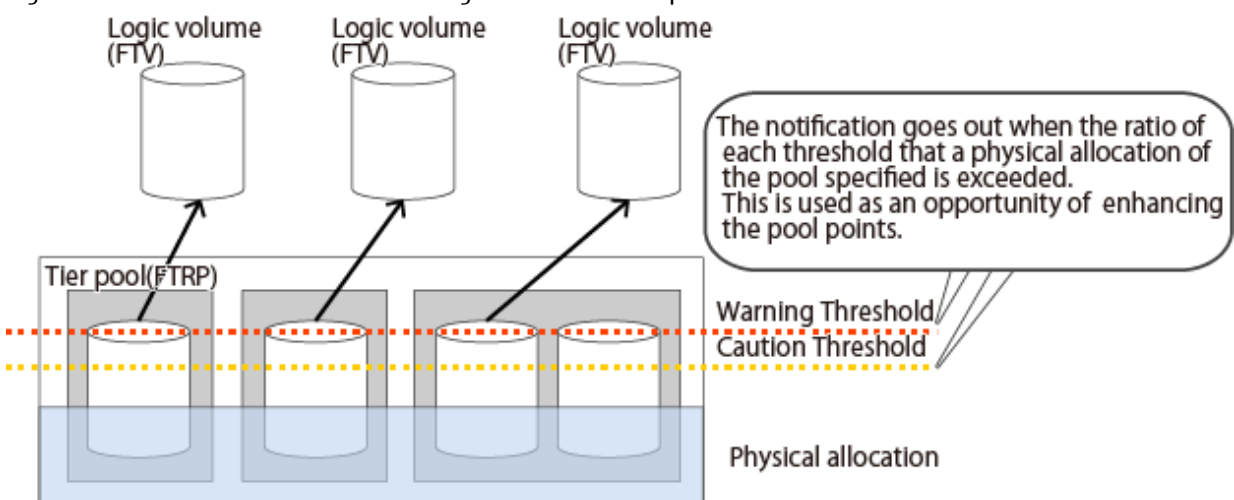 Logic volume
(FTV)
Logic volume
(FTV)
Logic volume
(FTV)
The notification goes out when the ratio of
each threshold that a physical allocation of
the pool specified is exceeded.
This is used as an opportunity of enhancing
the pool points.
Tier pool(FTRP)
Warning Threshold
Caution Threshold
Physical allocation